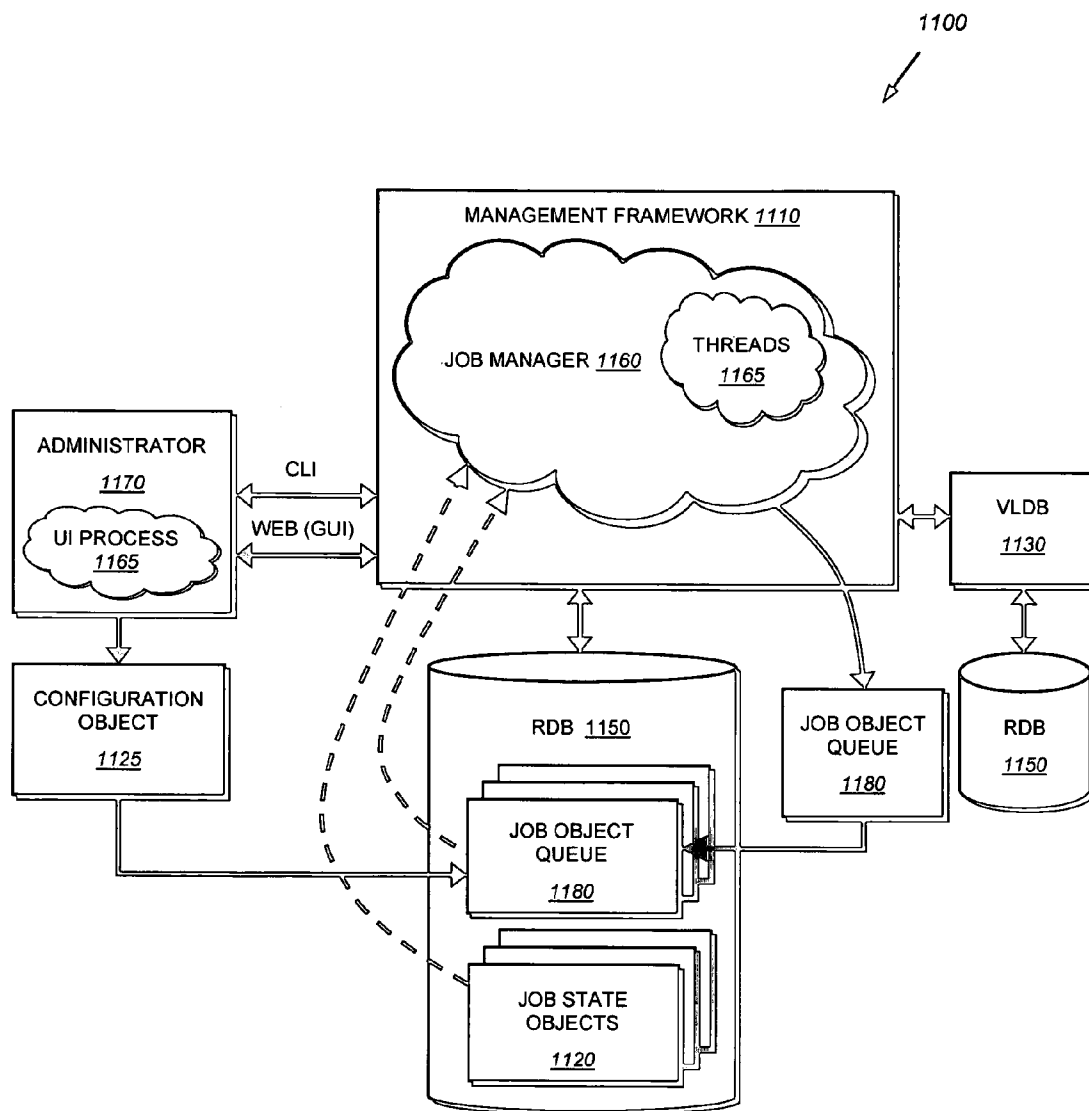 1100
MANAGEMENT FRAMEWORK 1110
JOB MANAGER 1160
THREADS
1165
ADMINISTRATOR
1170
UI PROCESS
1165
CLI
WEB (GUI)
VLDB
1130
CONFIGURATION
OBJECT
1125
RDB 1150
JOB OBJECT
QUEUE
1180
JOB OBJECT
QUEUE
1180
RDB
1150
JOB STATE
OBJECTS
1120